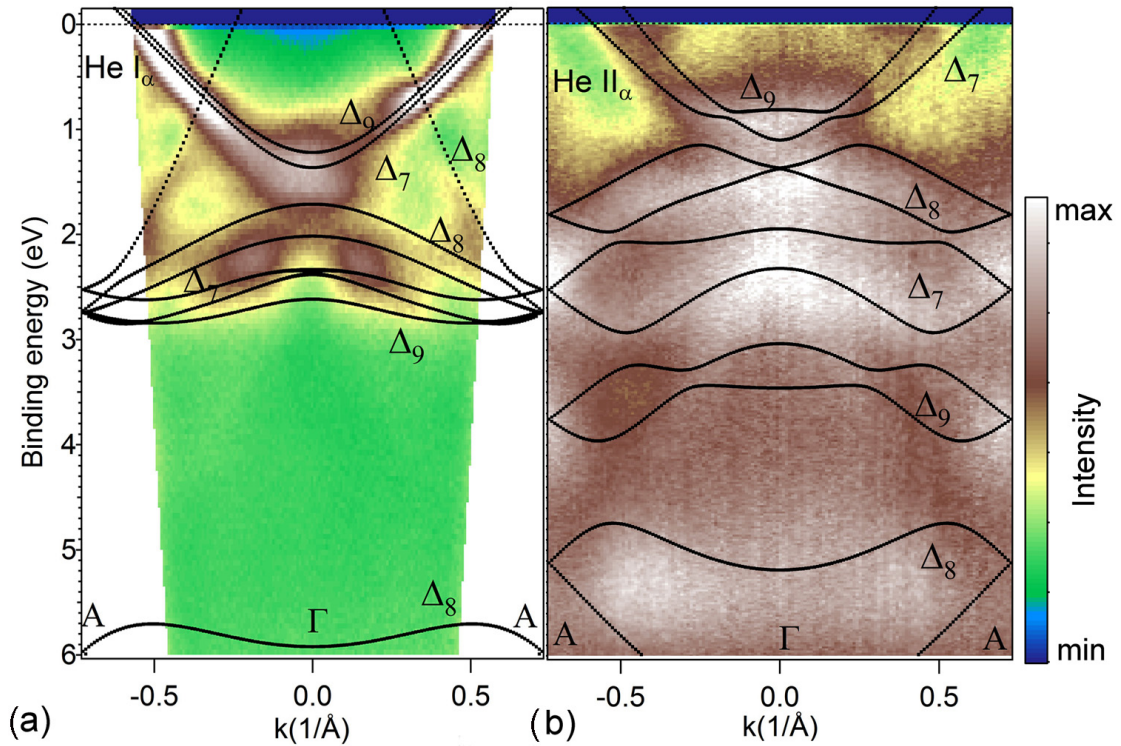 He Iα
Δ9
Δ7
Δ8
Δ8
Δ7
Δ9
Δ8
A
Γ
A
0
1
2
3
4
5
6
Binding energy (eV)
-0.5
0.0
0.5
k(1/Å)
(a)
He IIα
Δ9
Δ7
Δ8
Δ7
Δ9
Δ8
A
Γ
A
-0.5
0.0
0.5
k(1/Å)
(b)
max
Intensity
min